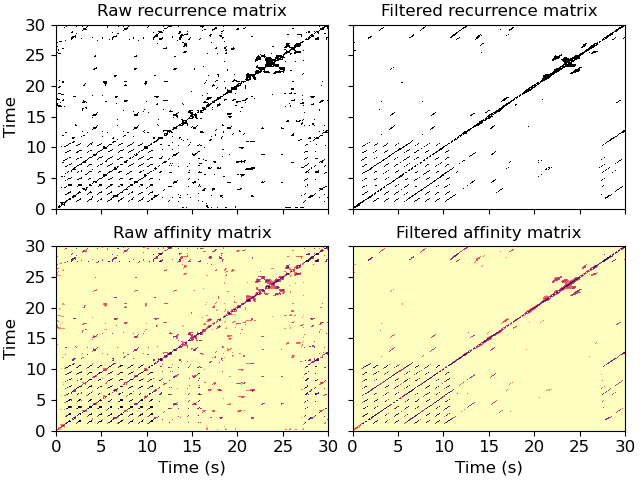 Raw recurrence matrix
Filtered recurrence matrix
30
25
20
15
10
5
0
Time
Raw affinity matrix
Filtered affinity matrix
30
25
20
15
10
5
0
Time
0 5 10 15 20 25 30
0 5 10 15 20 25 30
Time (s)
Time (s)